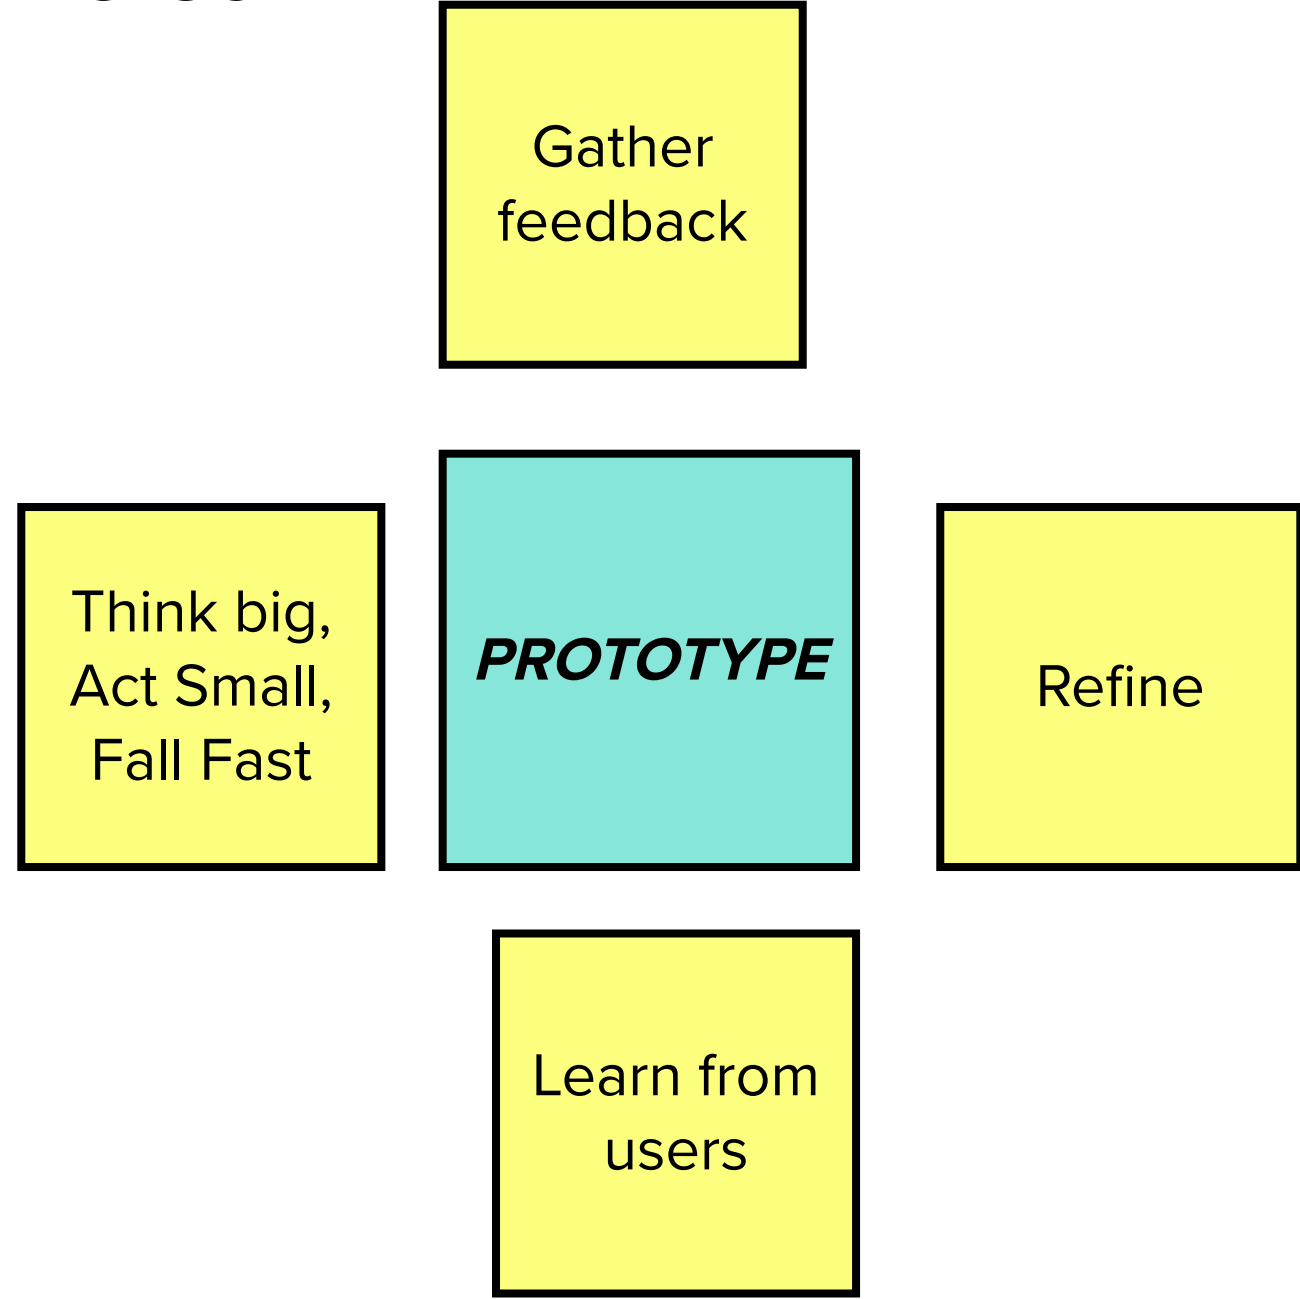 Gather
feedback
Think big,
Act Small,
Fall Fast
PROTOTYPE
Refine
Learn from
users